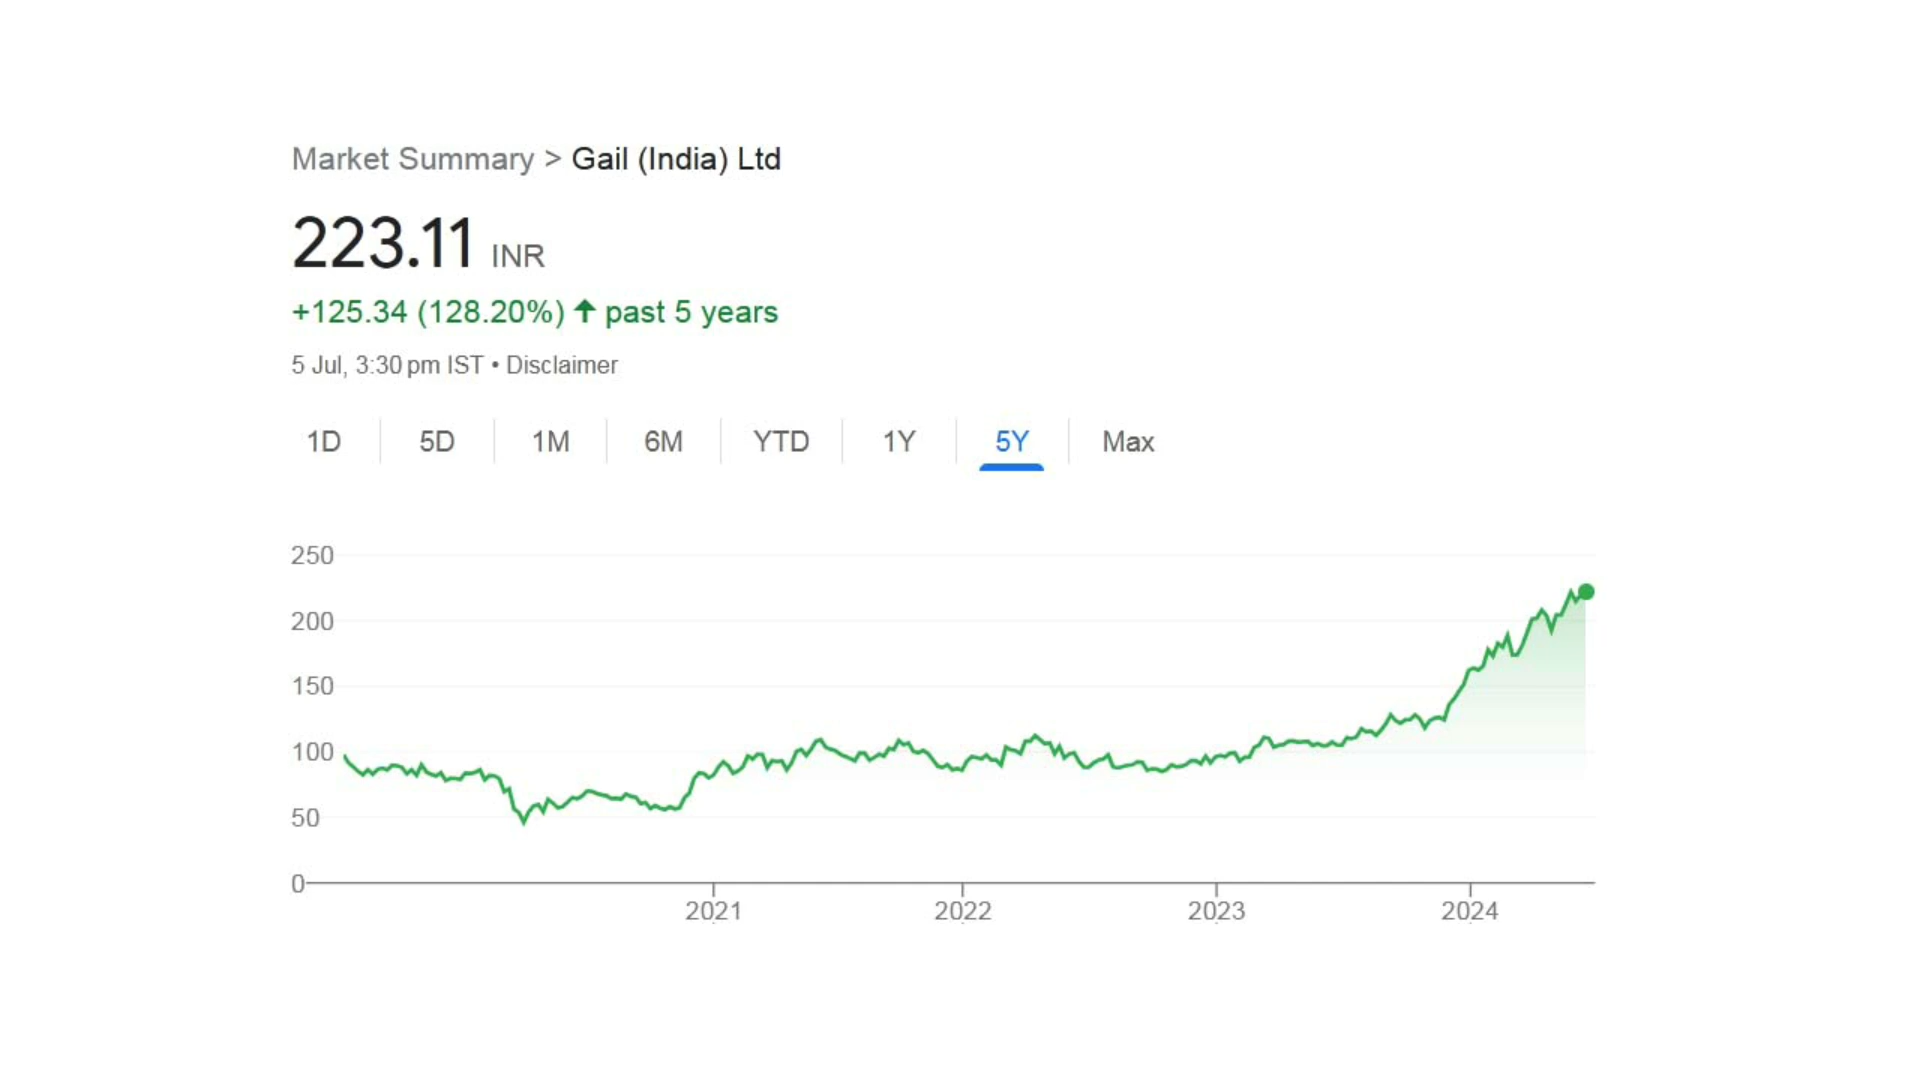 Market Summary > Gail (India) Ltd
223.11 INR
+125.34 (128.20%) ↑ past 5 years
5 Jul, 3:30 pm IST • Disclaimer
1D 5D 1M 6M YTD 1Y 5Y Max
250
200
150
100
50
0
2021 2022 2023 2024